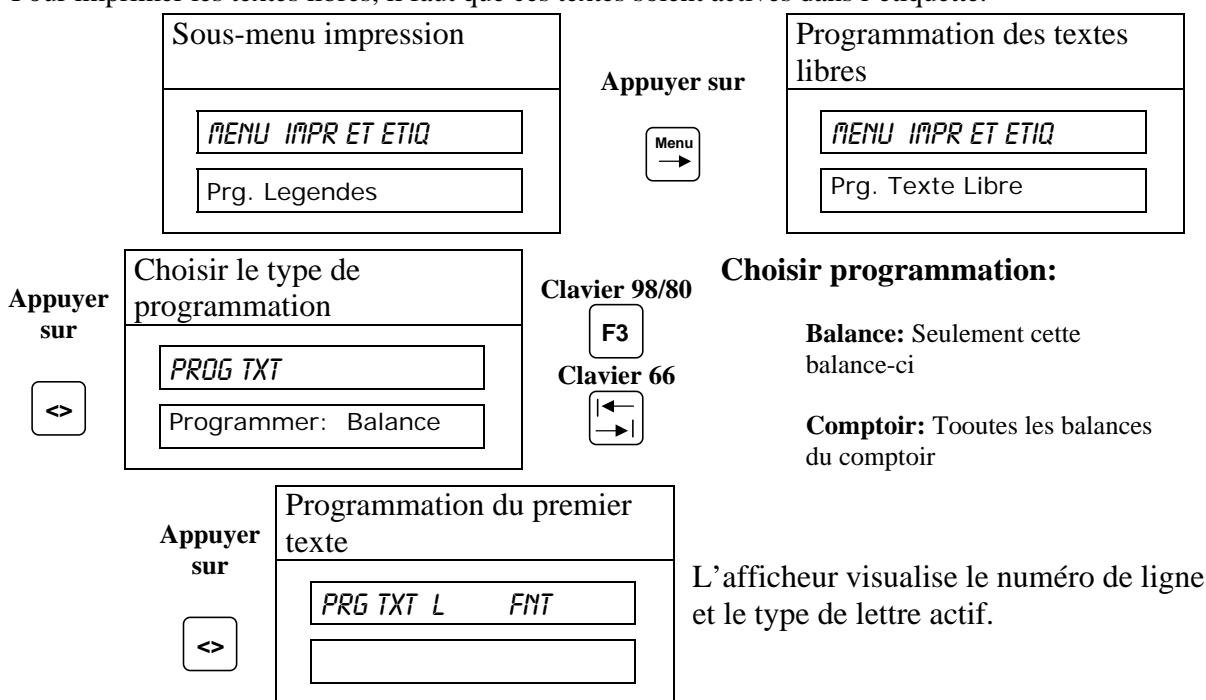 Pour imprimer les textes libres, il faut que ces textes soient activés dans l'étiquette.
Sous-menu impression
MENU IMPR ET ETIQ
Prg. Legendes
Appuyer sur
Menu
Programmation des textes
libres
MENU IMPR ET ETIQ
Prg. Texte Libre
Appuyer
sur
<>
Choisir le type de
programmation
PROG TXT
Programmer: Balance
Clavier 98/80
F3
Clavier 66
Choisir programmation:
Balance: Seulement cette
balance-ci
Comptoir: Tooutes les balances
du comptoir
Appuyer
sur
<>
Programmation du premier
texte
PRG TXT L FNT
L'afficheur visualise le numéro de ligne
et le type de lettre actif.